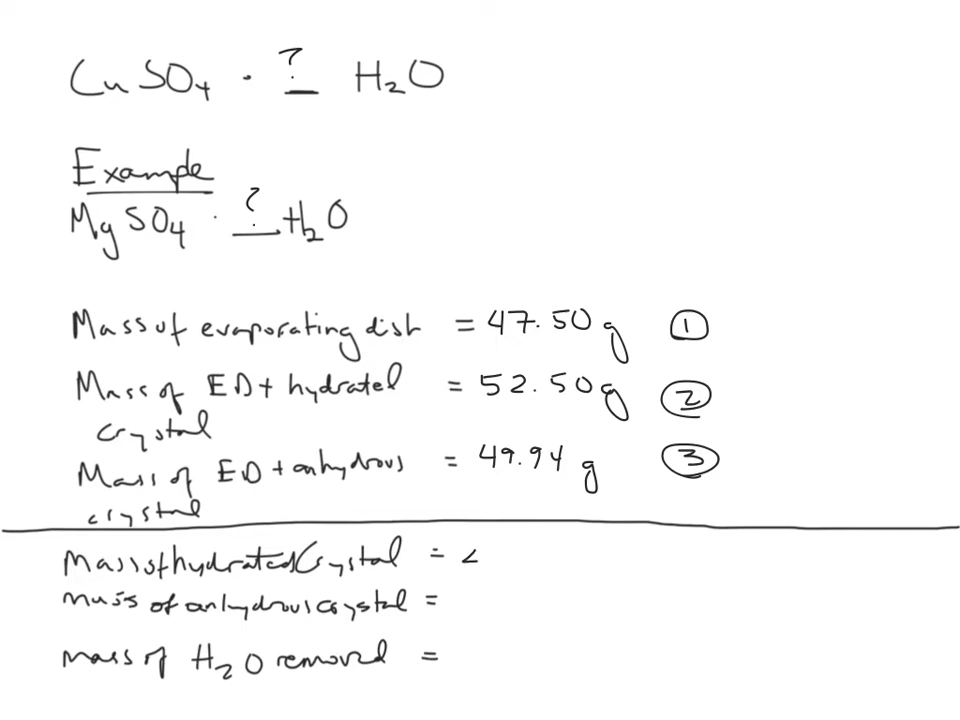 CuSO4 · ? H2O
Example
MgSO4 · ? H2O
Mass of evaporating dish = 47.50 g ①
Mass of ED + hydrated = 52.50 g ②
crystal
Mass of ED + anhydrous = 49.94 g ③
crystal
Mass of hydrated Crystal =
mass of anhydrous crystal =
mass of H2O removed =